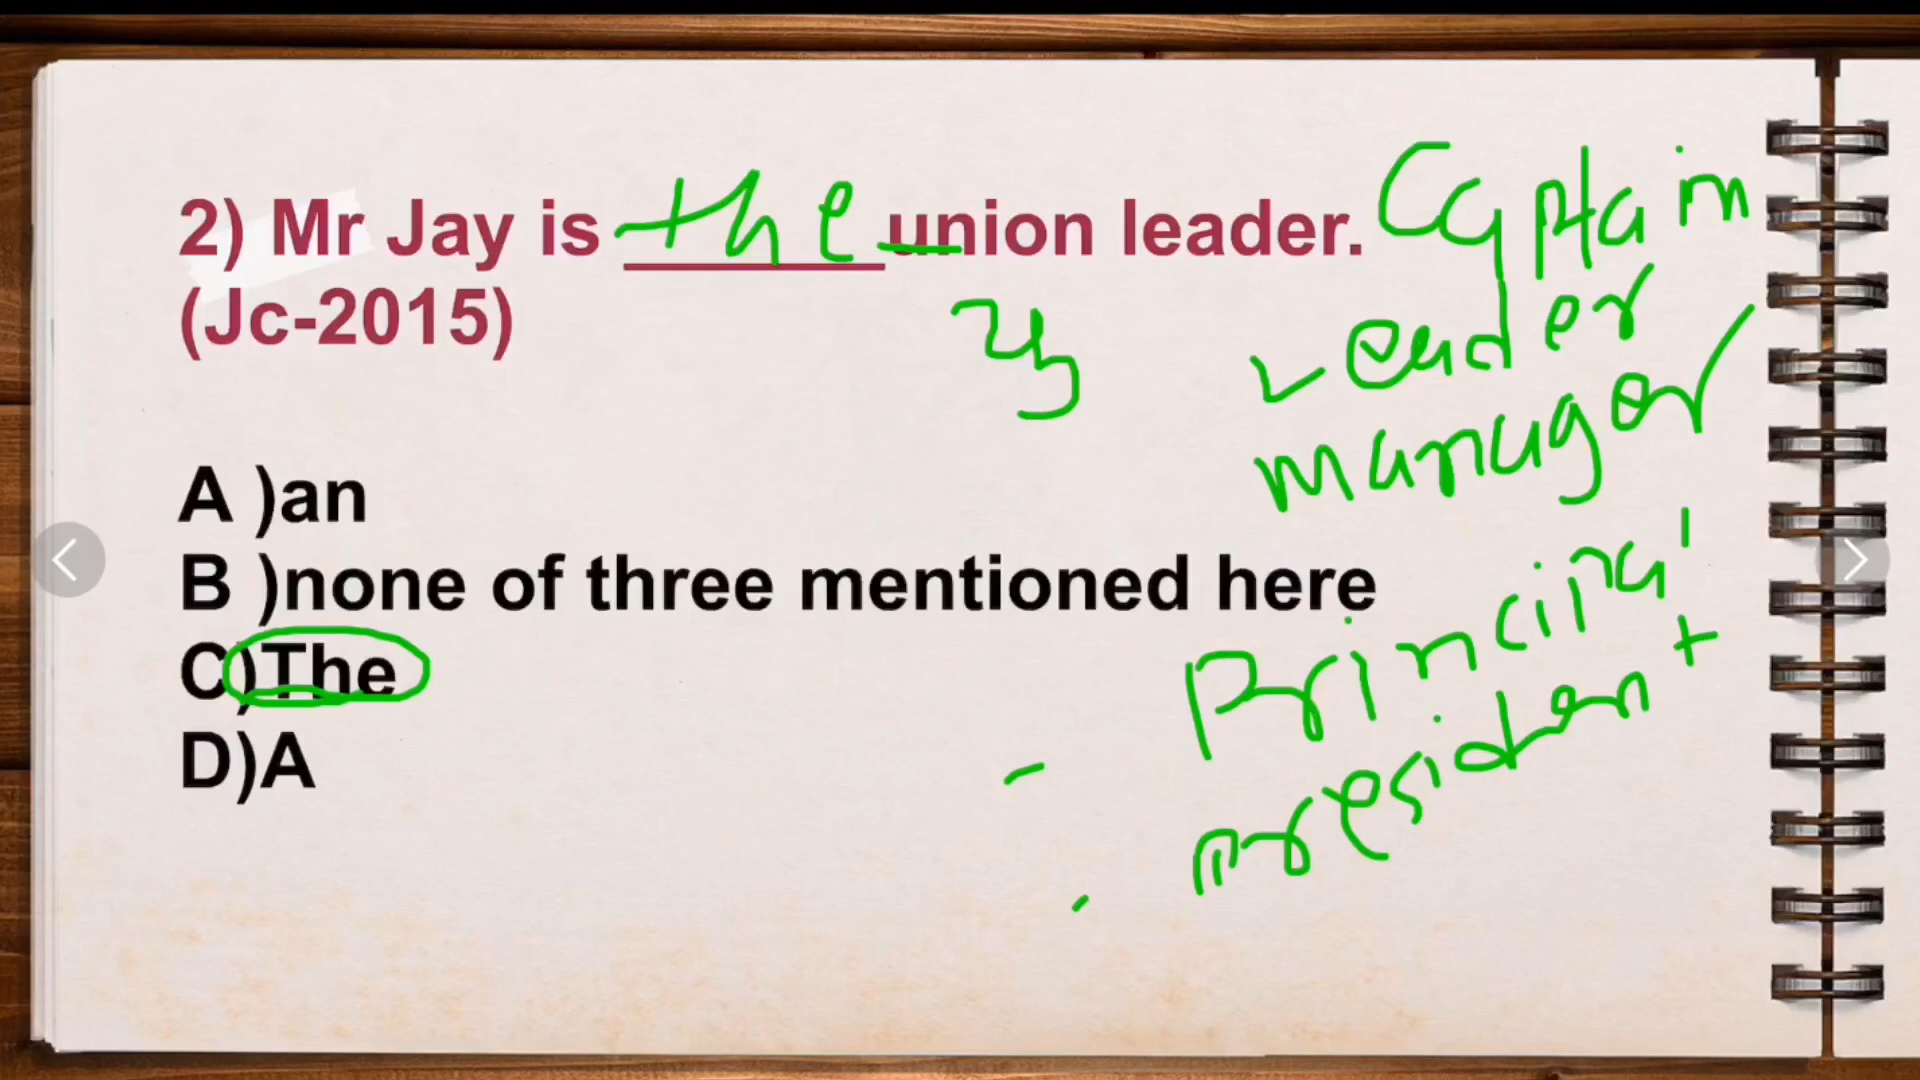 2) Mr Jay is the union leader.
(Jc-2015)
Captain
Leader
manager
A )an
B )none of three mentioned here
C)The
D)A
Principal
president